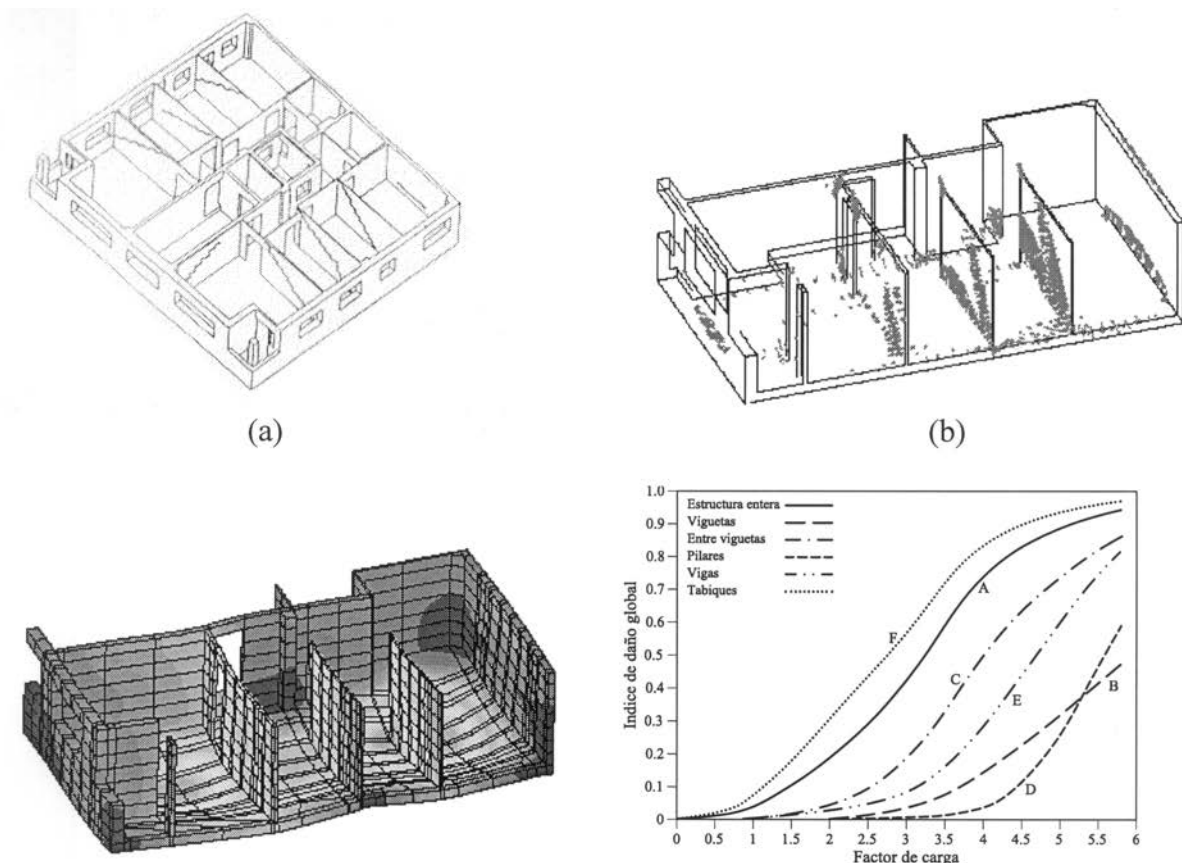 (a)
(b)
Indice de daño global
1.0
0.9
0.8
0.7
0.6
0.5
0.4
0.3
0.2
0.1
0
Estructura entera
Viguetas
Entre viguetas
Pilares
Vigas
Tabiques
A
F
C
E
B
D
0 0.5 1 1.5 2 2.5 3 3.5 4 4.5 5 5.5 6
Factor de carga